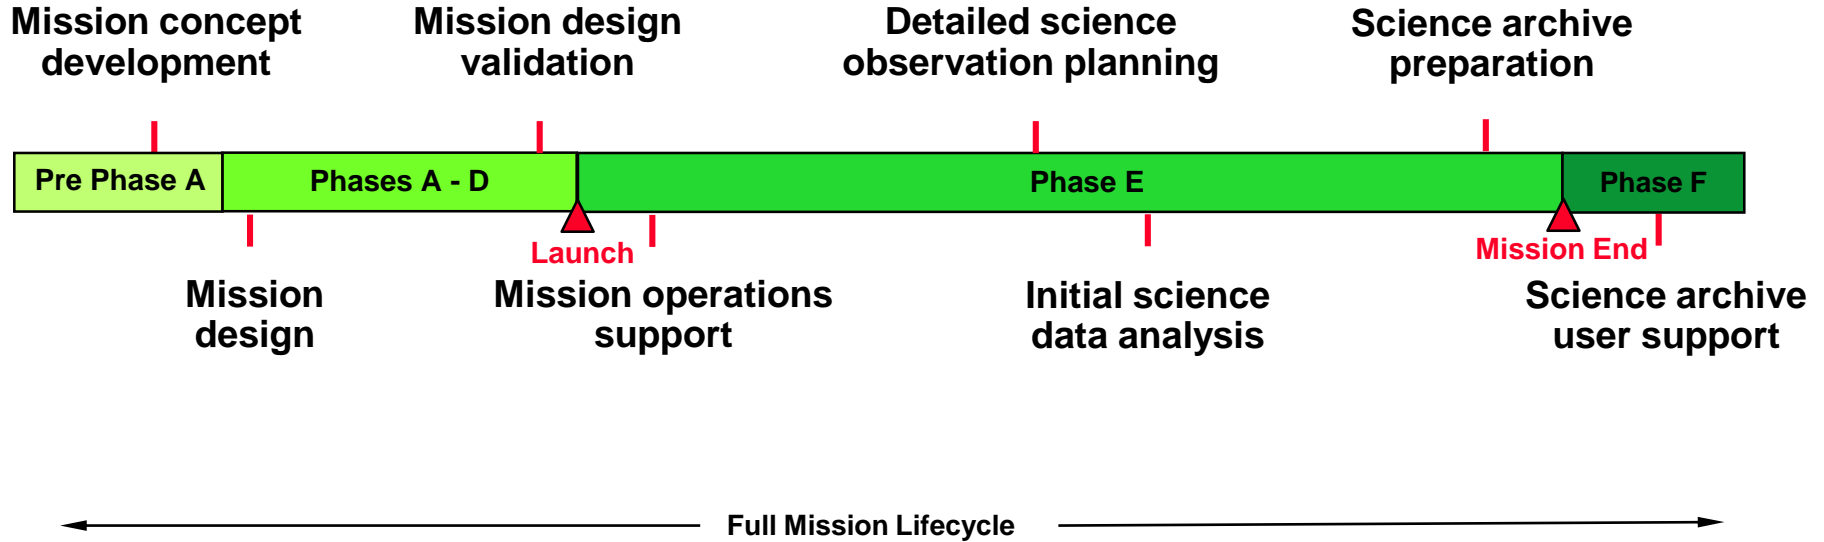 Mission concept
development
Mission design
validation
Detailed science
observation planning
Science archive
preparation
Pre Phase A
Phases A - D
Phase E
Phase F
Launch
Mission End
Mission
design
Mission operations
support
Initial science
data analysis
Science archive
user support
Full Mission Lifecycle